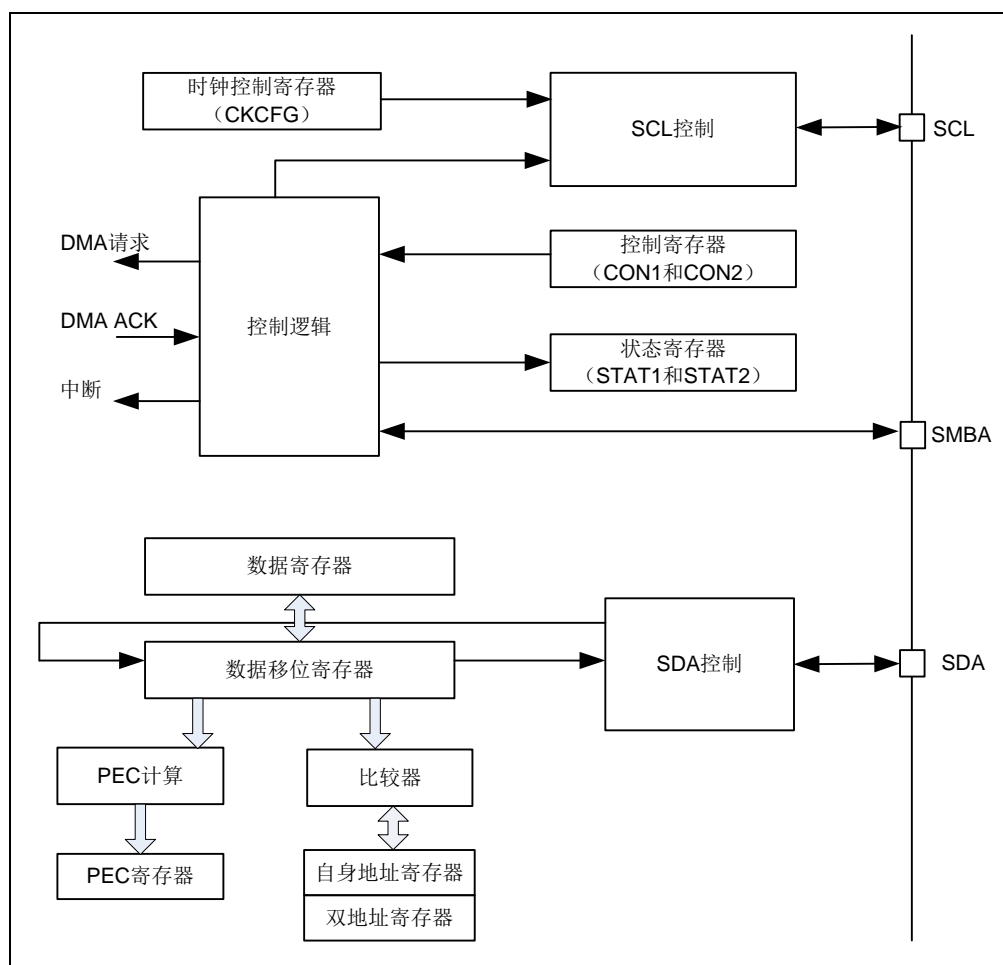 时钟控制寄存器
（CKCFG）
SCL控制
SCL
DMA请求
控制寄存器
（CON1和CON2）
DMA ACK
控制逻辑
状态寄存器
（STAT1和STAT2）
中断
SMBA
数据寄存器
数据移位寄存器
SDA控制
SDA
PEC计算
比较器
PEC寄存器
自身地址寄存器
双地址寄存器